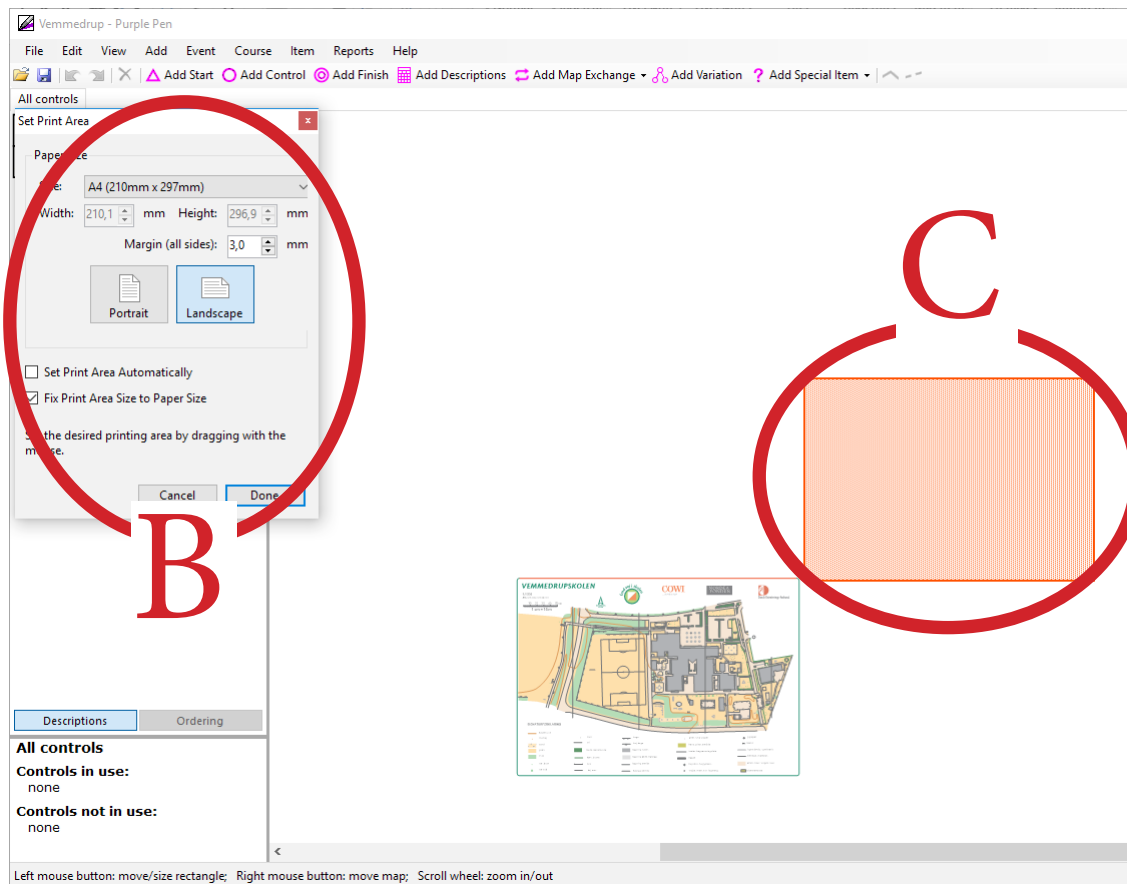 Vemmedrup - Purple Pen
File Edit View Add Event Course Item Reports Help
Add Start Add Control Add Finish Add Descriptions Add Map Exchange Add Variation ? Add Special Item
All controls
Set Print Area x
Paper
A4 (210mm x 297mm)
Width: 210,1 mm Height: 296,9 mm
Margin (all sides): 3,0 mm
Portrait Landscape
Set Print Area Automatically
Fix Print Area Size to Paper Size
the desired printing area by dragging with the
Cancel Done
B
C
VEMMEDRUPSKOLEN
COWI
Descriptions Ordering
All controls
Controls in use:
none
Controls not in use:
none
Left mouse button: move/size rectangle; Right mouse button: move map; Scroll wheel: zoom in/out